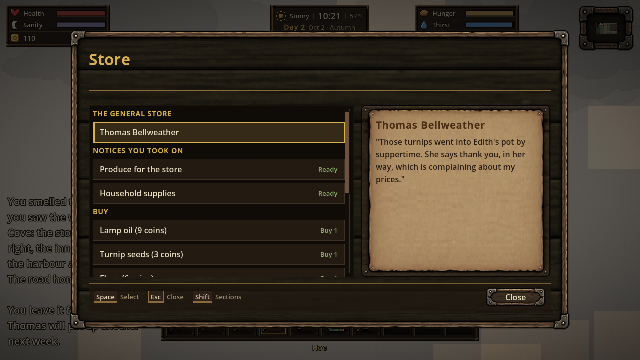 Health
Sanity
110
Sunny 10:21 57°
Day 2 Oct 2 · Autumn
Hunger
Thirst
Store
THE GENERAL STORE
Thomas Bellweather
NOTICES YOU TOOK ON
Produce for the store Ready
Household supplies Ready
BUY
Lamp oil (9 coins) Buy 1
Turnip seeds (3 coins) Buy 1
Thomas Bellweather
"Those turnips went into Edith's pot by
suppertime. She says thank you, in her
way, which is complaining about my
prices."
Space Select Esc Close Shift Sections
Close
You smelled
you saw the
Cove: the sto
right, the inn
the harbour
The road ho
You leave it
Thomas will
next week.